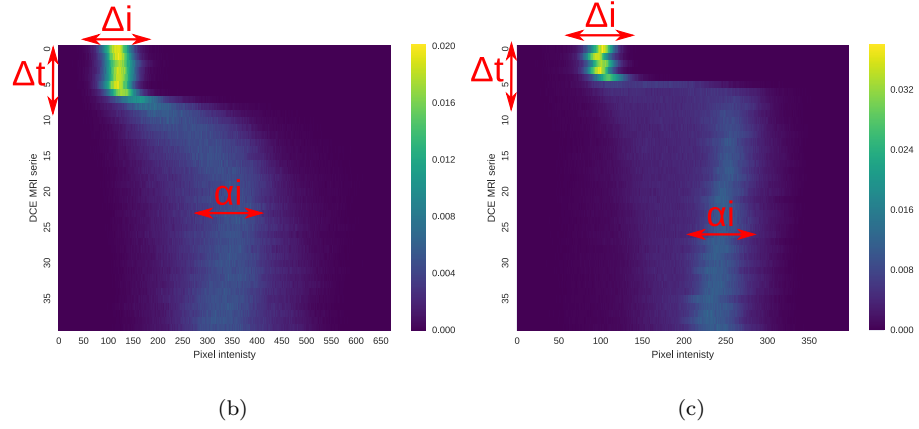 Δi
Δt
DCE MRI serie
0
5
10
15
20
25
30
35
αi
0 50 100 150 200 250 300 350 400 450 500 550 600 650
Pixel intenisty
0.020
0.016
0.012
0.008
0.004
0.000
(b)
Δi
Δt
DCE MRI serie
0
5
10
15
20
25
30
35
αi
0 50 100 150 200 250 300 350
Pixel intenisty
0.032
0.024
0.016
0.008
0.000
(c)